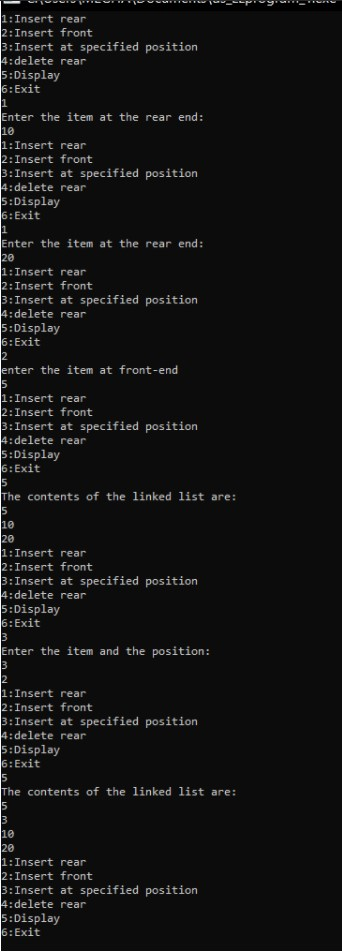 1:Insert rear
2:Insert front
3:Insert at specified position
4:delete rear
5:Display
6:Exit
1
Enter the item at the rear end:
10
1:Insert rear
2:Insert front
3:Insert at specified position
4:delete rear
5:Display
6:Exit
1
Enter the item at the rear end:
20
1:Insert rear
2:Insert front
3:Insert at specified position
4:delete rear
5:Display
6:Exit
2
enter the item at front-end
5
1:Insert rear
2:Insert front
3:Insert at specified position
4:delete rear
5:Display
6:Exit
5
The contents of the linked list are:
5
10
20
1:Insert rear
2:Insert front
3:Insert at specified position
4:delete rear
5:Display
6:Exit
3
Enter the item and the position:
3
2
1:Insert rear
2:Insert front
3:Insert at specified position
4:delete rear
5:Display
6:Exit
5
The contents of the linked list are:
5
3
10
20
1:Insert rear
2:Insert front
3:Insert at specified position
4:delete rear
5:Display
6:Exit